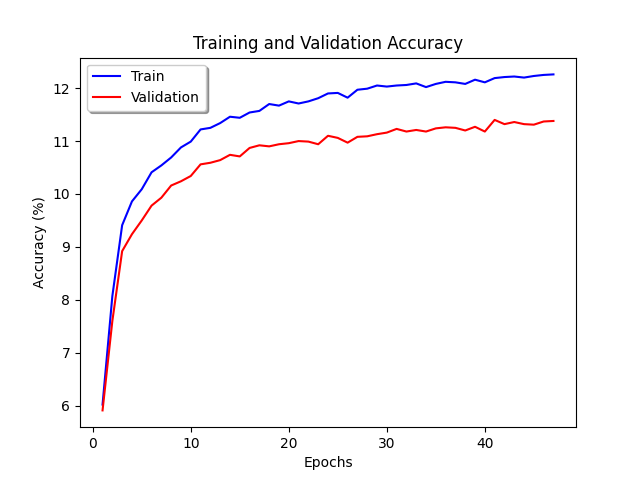 Training and Validation Accuracy
Train
Validation
12
11
10
9
8
7
6
Accuracy (%)
0 10 20 30 40
Epochs